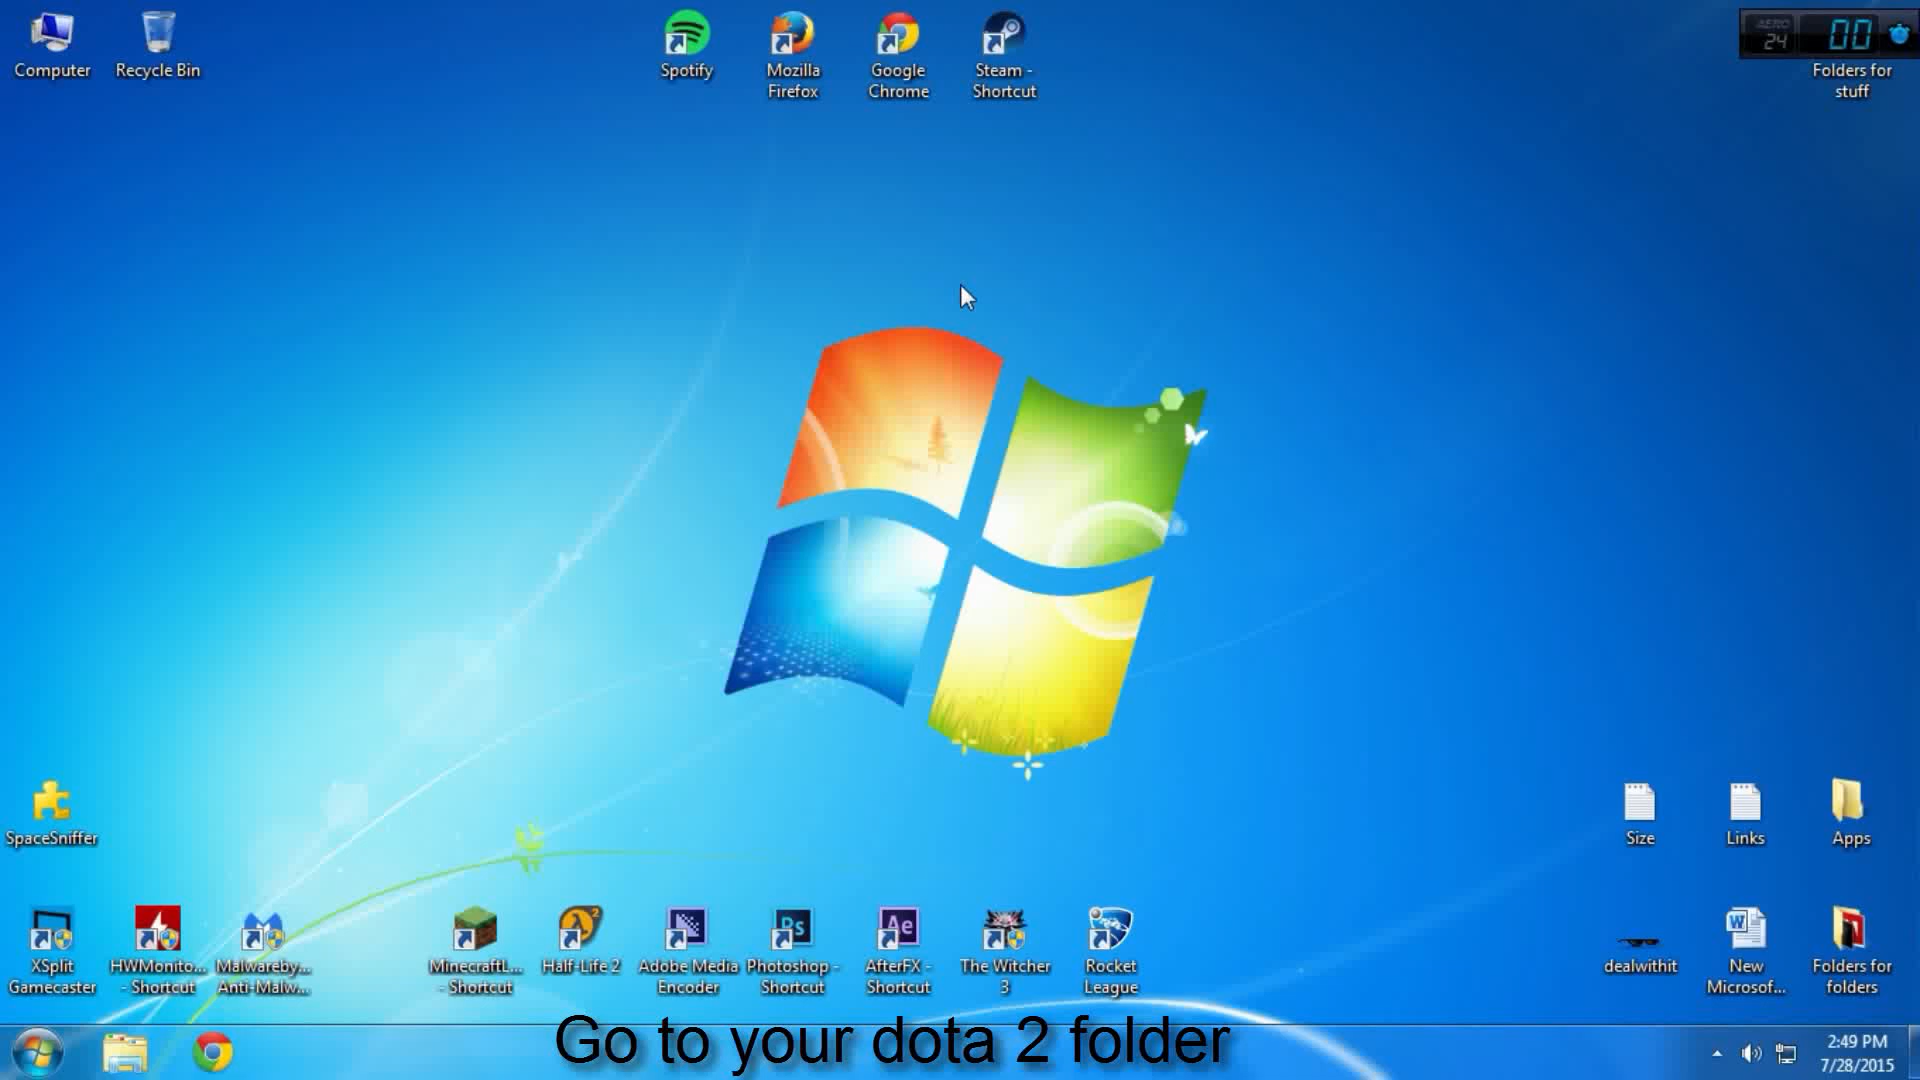 Computer
Recycle Bin
Spotify
Mozilla
Firefox
Google
Chrome
Steam -
Shortcut
AERO
24
00
Folders for
stuff
SpaceSniffer
Size
Links
Apps
XSplit
Gamecaster
HWMonito...
- Shortcut
Malwareby...
Anti-Malw...
MinecraftL...
- Shortcut
Half-Life 2
Adobe Media
Encoder
Ps
Photoshop -
Shortcut
Ae
AfterFX -
Shortcut
The Witcher
3
Rocket
League
dealwithit
New
Microsof...
Folders for
folders
Go to your dota 2 folder
2:49 PM
7/28/2015